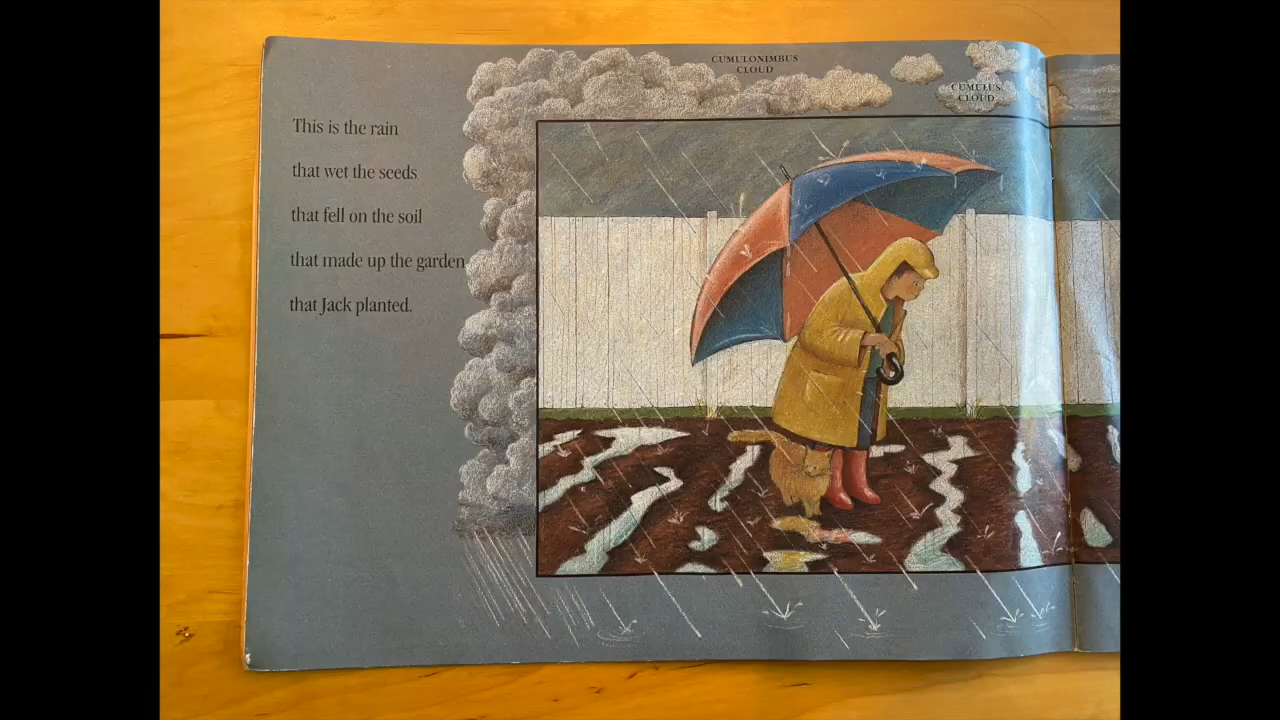 CUMULONIMBUS
CLOUD
CUMULUS
CLOUD
This is the rain
that wet the seeds
that fell on the soil
that made up the garden
that Jack planted.